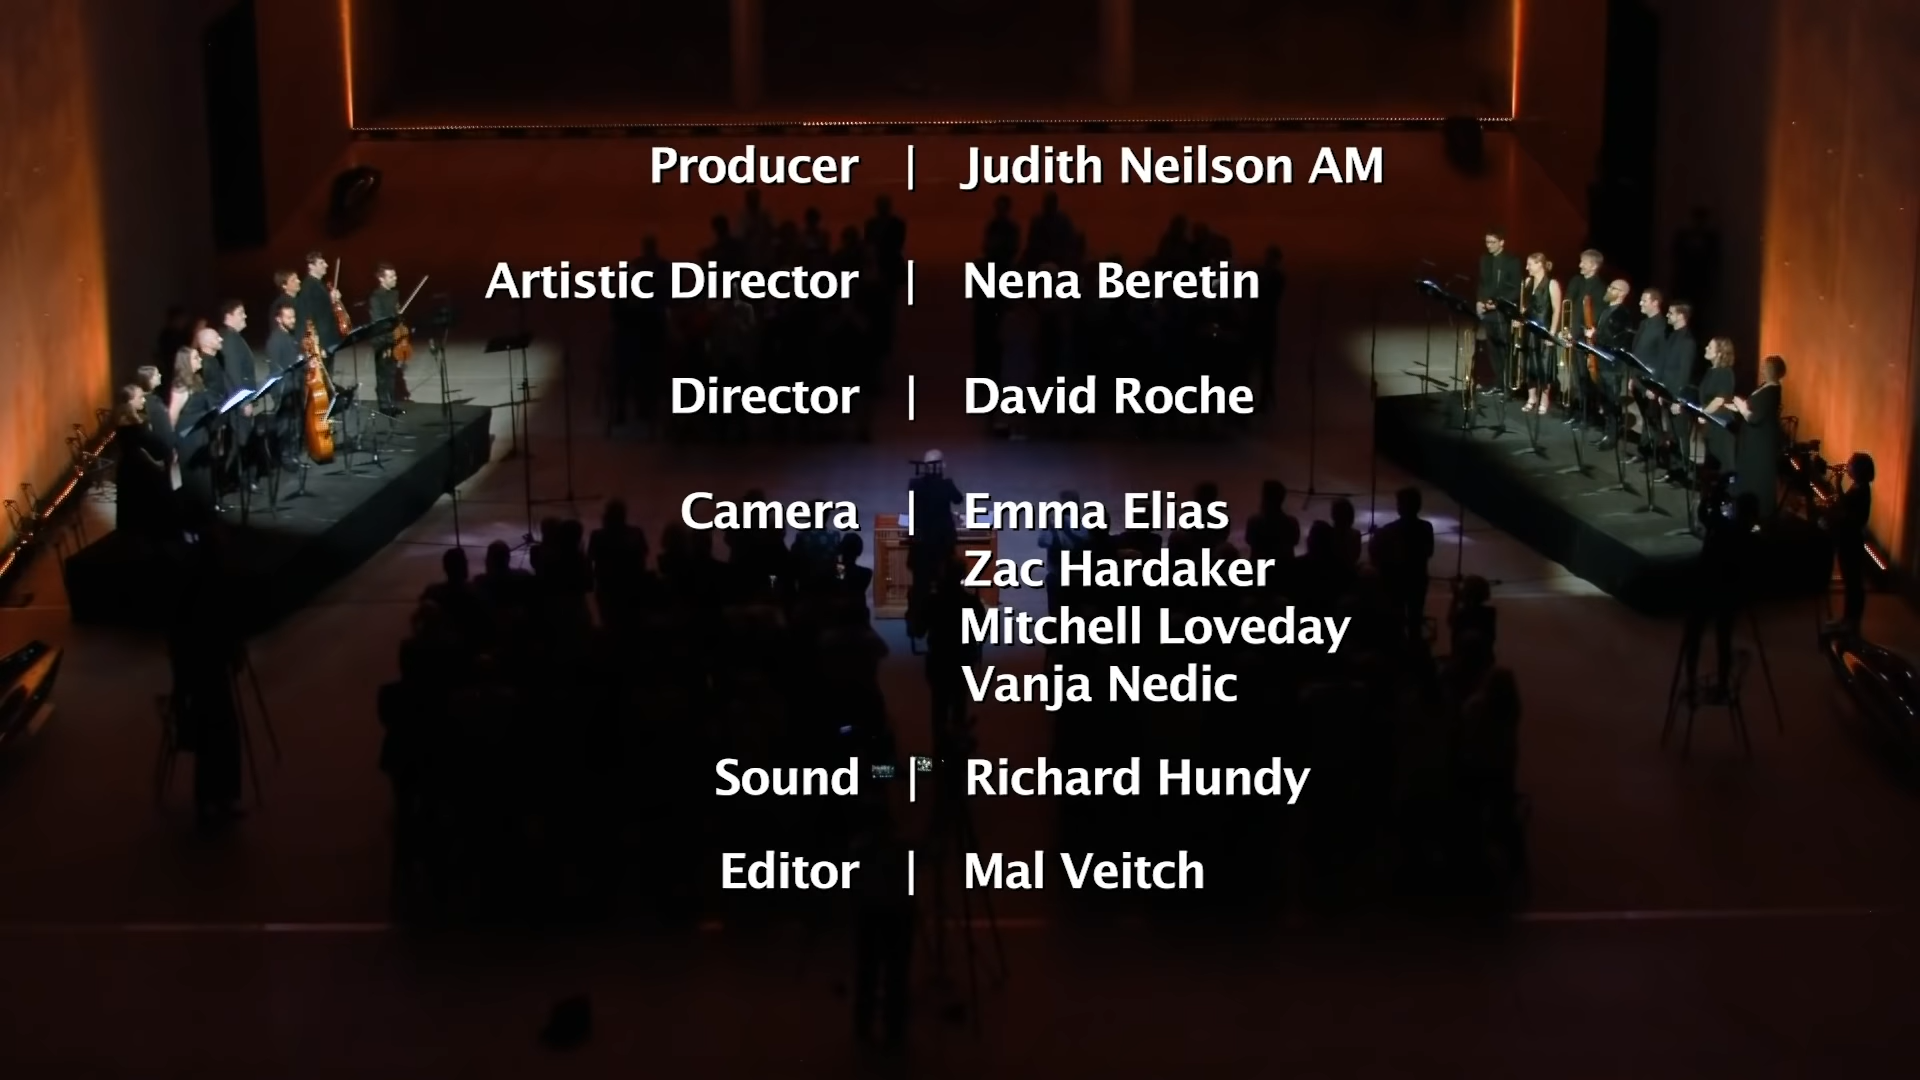 Producer | Judith Neilson AM
Artistic Director | Nena Beretin
Director | David Roche
Camera | Emma Elias
Zac Hardaker
Mitchell Loveday
Vanja Nedic
Sound | Richard Hundy
Editor | Mal Veitch